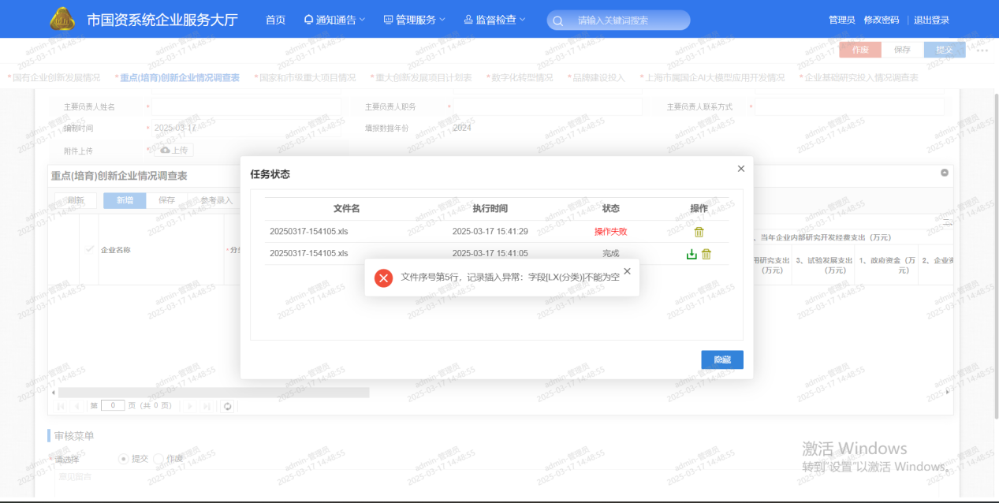 市国资系统企业服务大厅 首页 通知通告 管理服务 监督检查 请输入关键词搜索 管理员 修改密码 | 退出登录
作废 保存 提交
*国有企业创新发展情况 *重点(培育)创新企业情况调查表 *国家和市级重大项目情况 *重大创新发展项目计划表 *数字化转型情况 *品牌建设投入 *上海市属国企AI大模型应用开发情况 *企业基础研究投入情况调查表
主要负责人姓名 * 主要负责人职务 * 主要负责人联系方式 *
编制时间 * 2025-03-17 填报数据年份 2024
附件上传 * 上传
重点(培育)创新企业情况调查表
刷新 新增 保存 参考录入
企业名称 *分
、当年企业内部研究开发经费支出（万元）
用研究支出（万元） 3、试验发展支出（万元） 1、政府资金（万元） 2、企业资
任务状态
文件名 执行时间 状态 操作
20250317-154105.xls 2025-03-17 15:41:29 操作失败
20250317-154105.xls 2025-03-17 15:41:05 完成
文件序号第5行，记录插入异常：字段[LX(分类)]不能为空
隐藏
第 0 页（共 0 页）
审核菜单
*请选择 提交 作废
意见留言
激活 Windows
转到"设置"以激活 Windows。
admin-管理员
2025-03-17 14:48:55